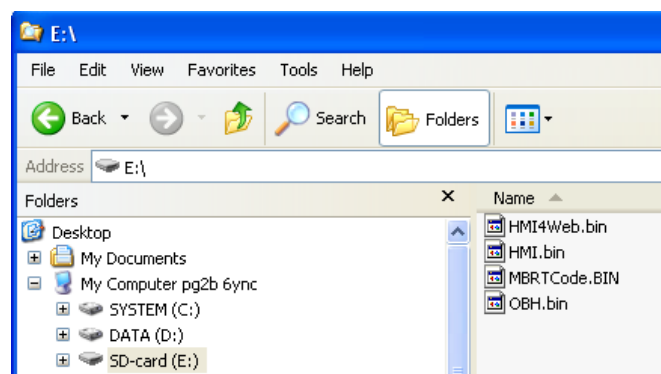 E:\
File Edit View Favorites Tools Help
Back Search Folders
Address E:\
Folders X Name
Desktop
My Documents
My Computer pg2b 6ync
SYSTEM (C:)
DATA (D:)
SD-card (E:)
HMI4Web.bin
HMI.bin
MBRTCode.BIN
OBH.bin